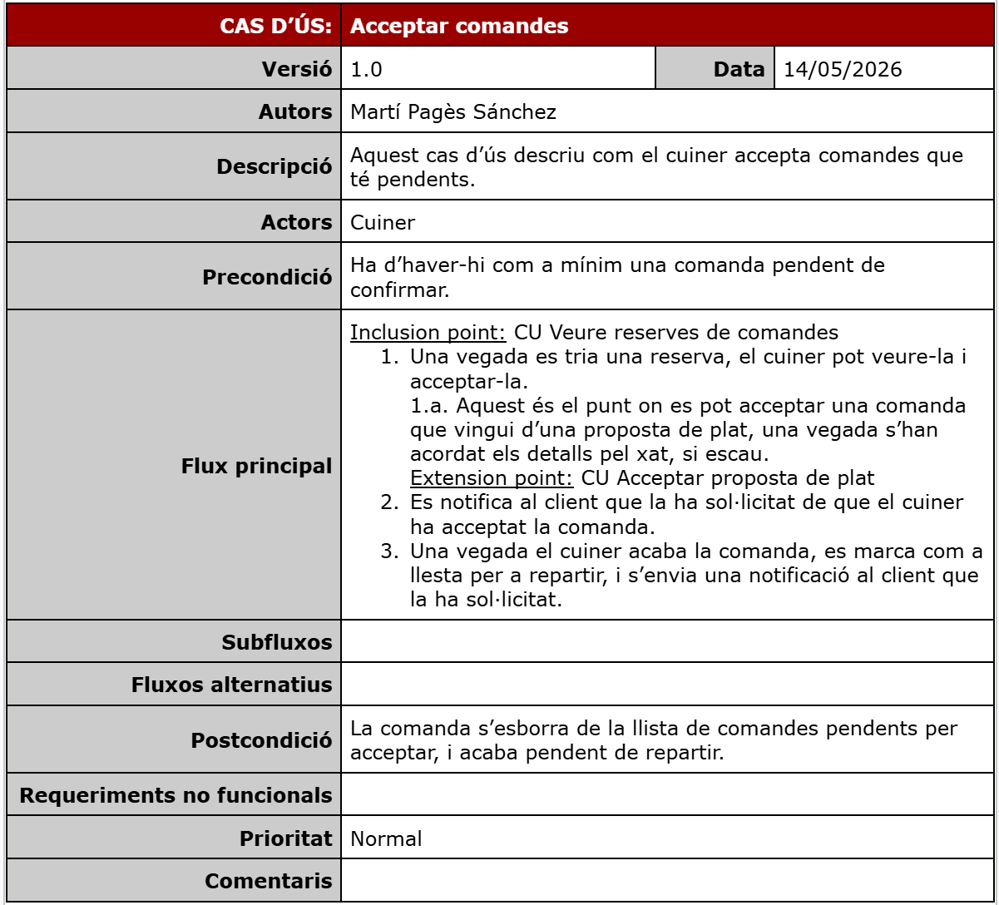 CAS D’ÚS: Acceptar comandes
Versió 1.0 Data 14/05/2026
Autors Martí Pagès Sánchez
Descripció
Aquest cas d’ús descriu com el cuiner accepta comandes que
té pendents.
Actors Cuiner
Precondició
Ha d’haver-hi com a mínim una comanda pendent de
confirmar.
Flux principal
Inclusion point: CU Veure reserves de comandes
1. Una vegada es tria una reserva, el cuiner pot veure-la i
acceptar-la.
1.a. Aquest és el punt on es pot acceptar una comanda
que vingui d’una proposta de plat, una vegada s’han
acordat els detalls pel xat, si escau.
Extension point: CU Acceptar proposta de plat
2. Es notifica al client que la ha sol·licitat de que el cuiner
ha acceptat la comanda.
3. Una vegada el cuiner acaba la comanda, es marca com a
llesta per a repartir, i s’envia una notificació al client que
la ha sol·licitat.
Subfluxos
Fluxos alternatius
Postcondició
La comanda s’esborra de la llista de comandes pendents per
acceptar, i acaba pendent de repartir.
Requeriments no funcionals
Prioritat Normal
Comentaris